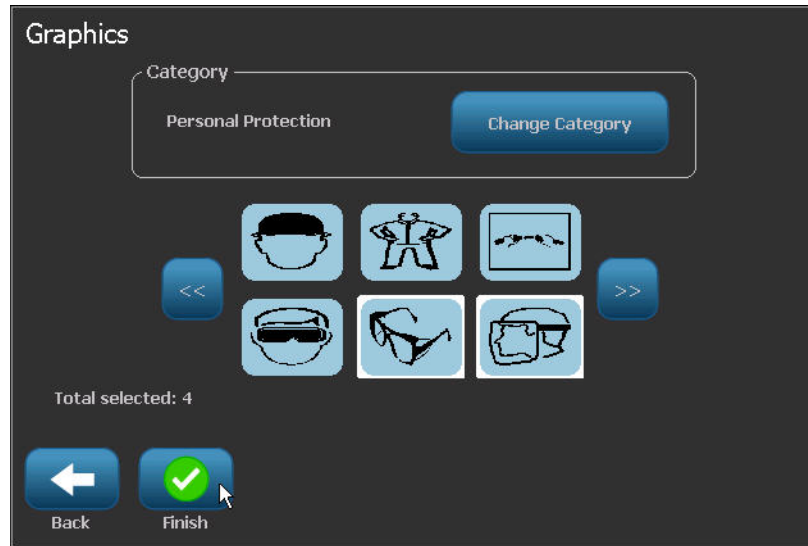 Graphics
Category
Personal Protection
Change Category
<<
>>
Total selected: 4
Back
Finish